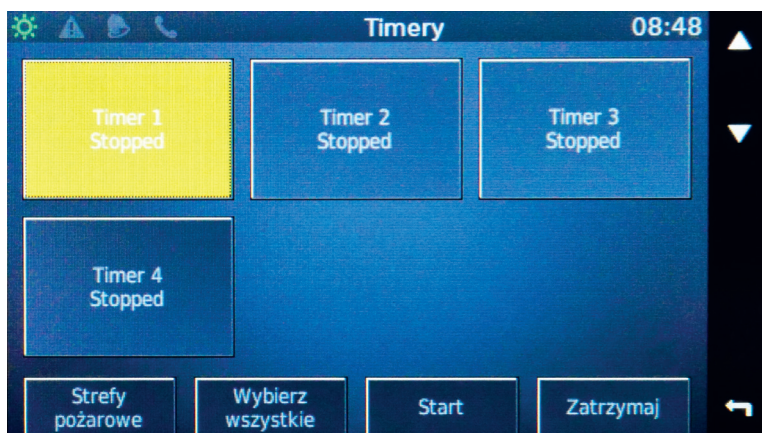 Timery
08:48
Timer 1
Stopped
Timer 2
Stopped
Timer 3
Stopped
Timer 4
Stopped
Strefy
pożarowe
Wybierz
wszystkie
Start
Zatrzymaj